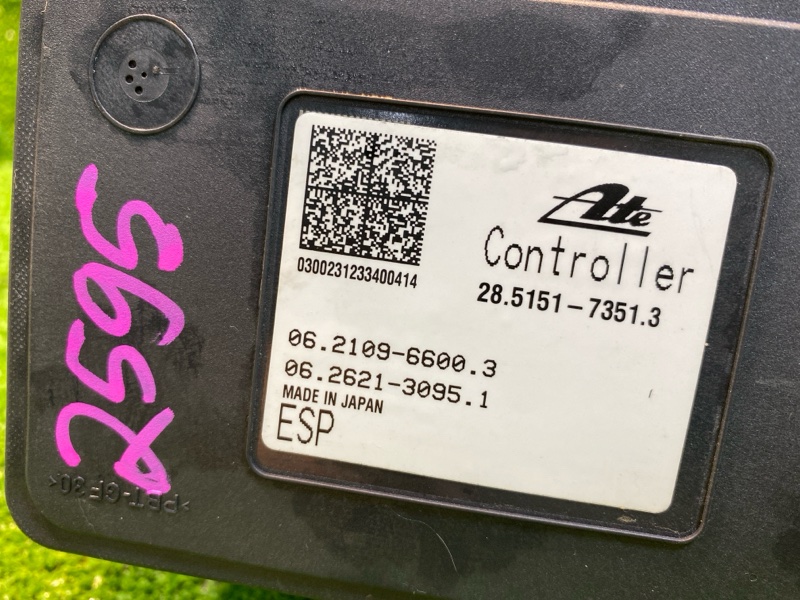 Ate
Controller
28.5151-7351.3
0300231233400414
06.2109-6600.3
06.2621-3095.1
MADE IN JAPAN
ESP
2595
>PBT-GF30<